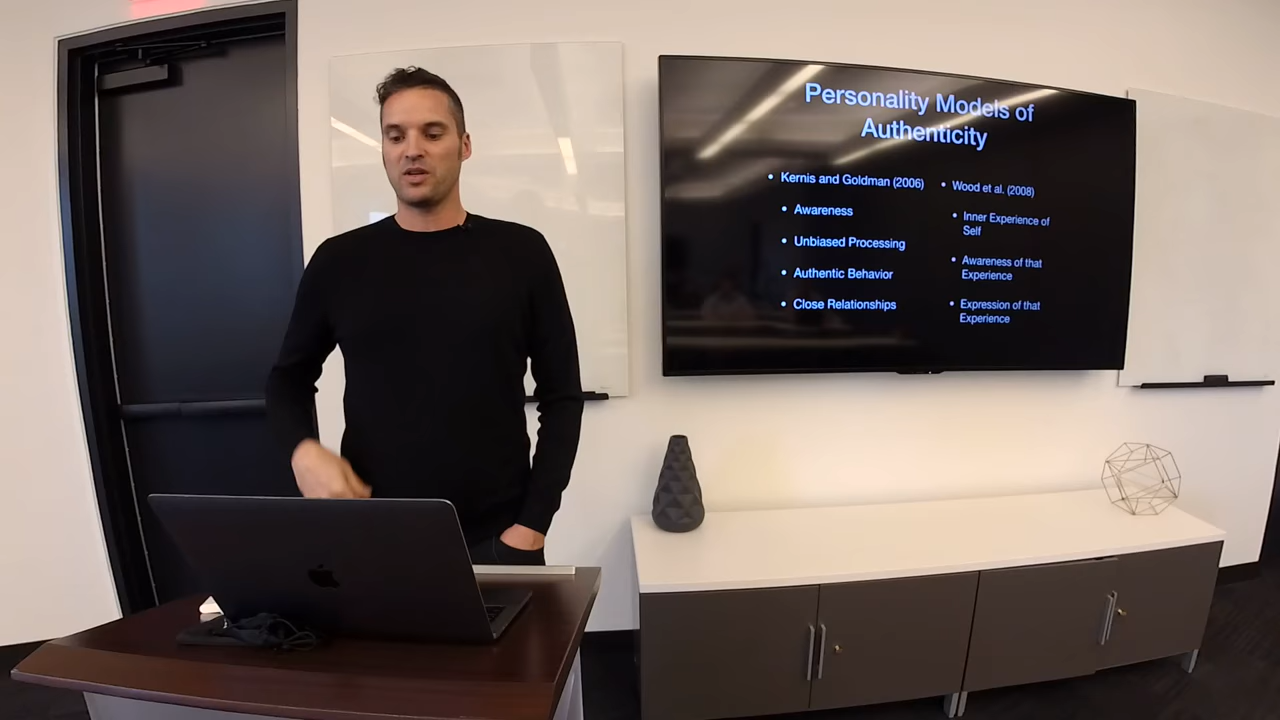 Personality Models of
Authenticity
• Kernis and Goldman (2006)
• Awareness
• Unbiased Processing
• Authentic Behavior
• Close Relationships
• Wood et al. (2008)
• Inner Experience of
Self
• Awareness of that
Experience
• Expression of that
Experience